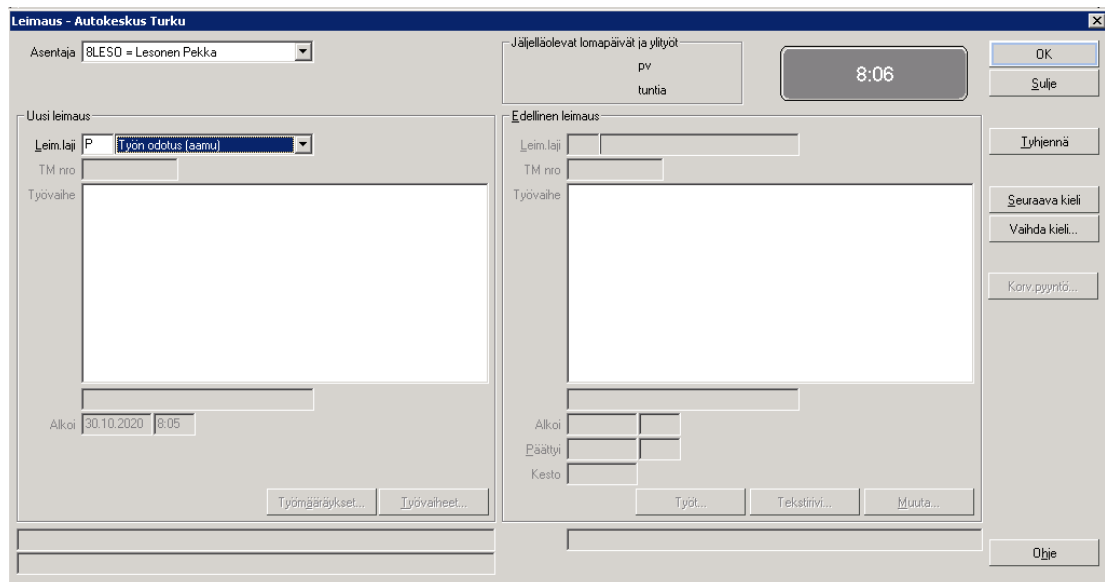 Leimaus - Autokeskus Turku
Asentaja 8LESO = Lesonen Pekka
Jäljelläolevat lomapäivät ja ylityöt
pv
tuntia
8:06
OK
Sulje
Uusi leimaus
Leim.laji P Työn odotus (aamu)
TM nro
Työvaihe
Alkoi 30.10.2020 8:05
Työmääräykset... Työvaiheet...
Edellinen leimaus
Leim.laji
TM nro
Työvaihe
Alkoi
Päättyi
Kesto
Työt... Tekstirivi... Muuta...
Tyhjennä
Seuraava kieli
Vaihda kieli...
Korv.pyyntö...
Ohje